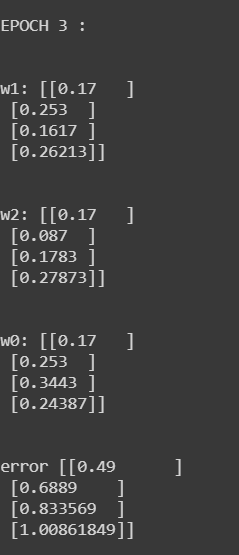 EPOCH 3 :
w1: [[0.17   ]
 [0.253  ]
 [0.1617 ]
 [0.26213]]
w2: [[0.17   ]
 [0.087  ]
 [0.1783 ]
 [0.27873]]
w0: [[0.17   ]
 [0.253  ]
 [0.3443 ]
 [0.24387]]
error [[0.49      ]
 [0.6889    ]
 [0.833569  ]
 [1.00861849]]